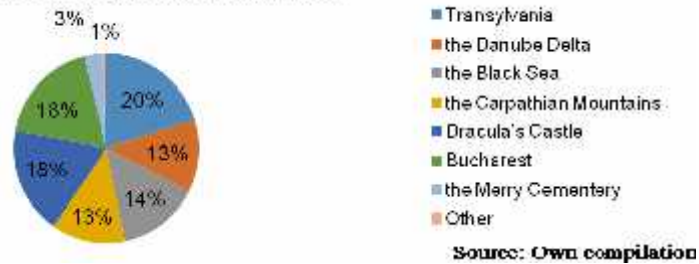 3%
1%
20%
13%
14%
13%
18%
18%
Transylvania
the Danube Delta
the Black Sea
the Carpathian Mountains
Dracula's Castle
Bucharest
the Merry Cementery
Other
Source: Own compilation